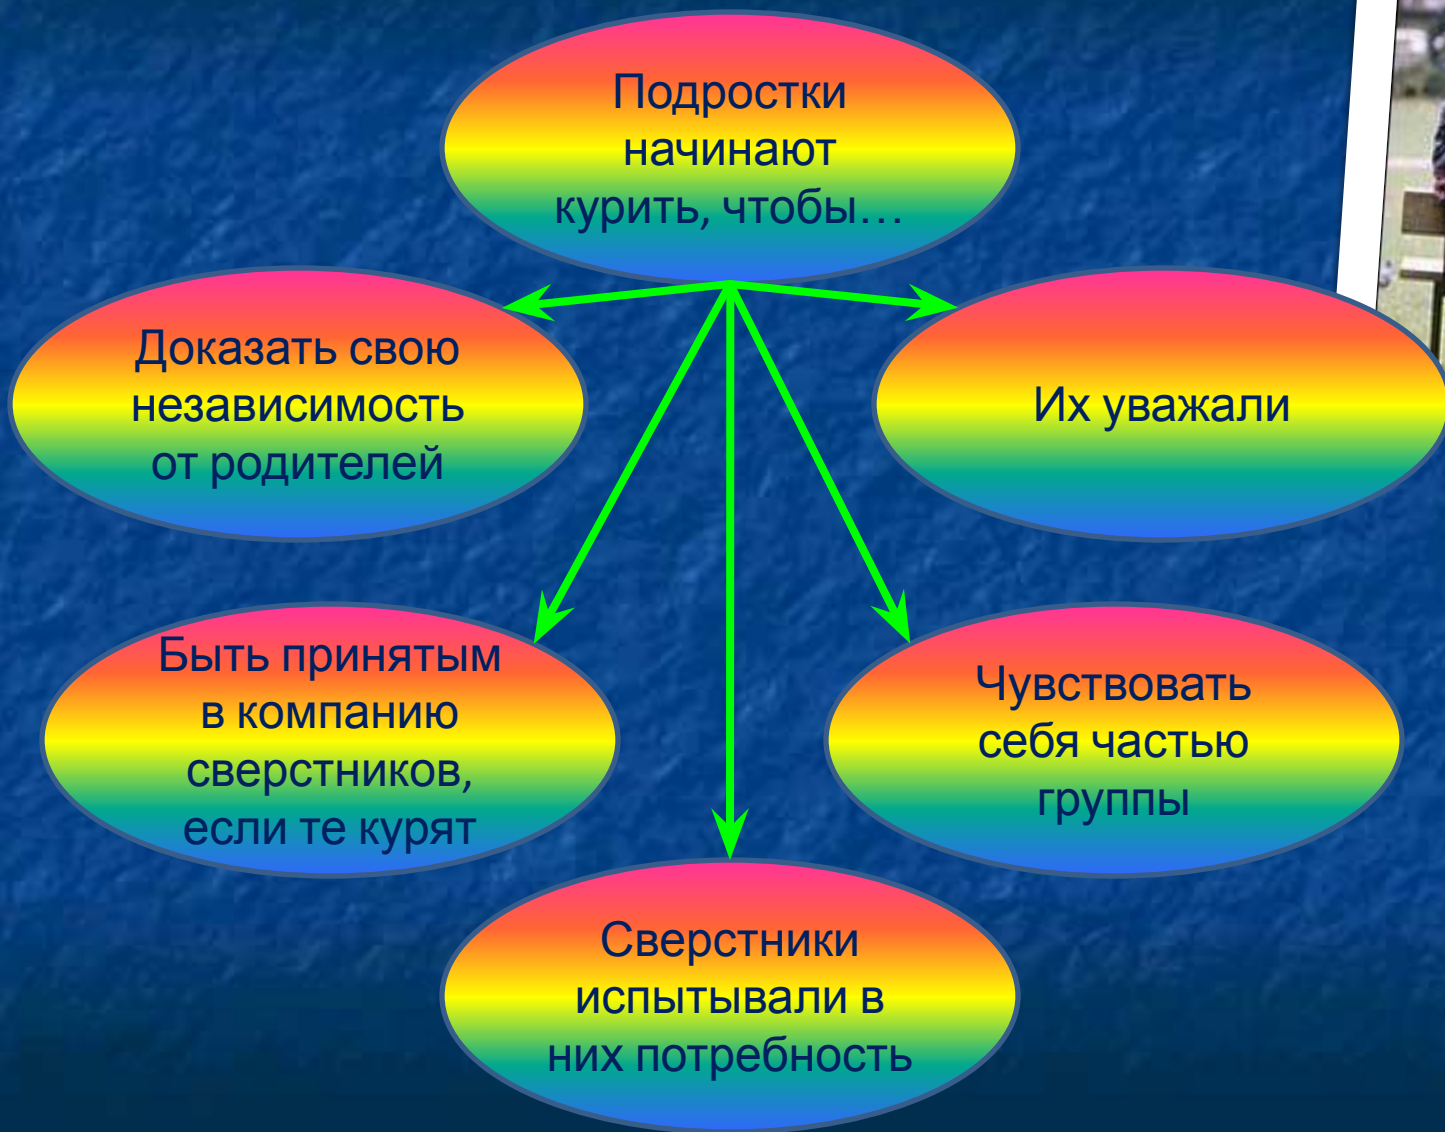 Подростки
начинают
курить, чтобы…
Доказать свою
независимость
от родителей
Их уважали
Быть принятым
в компанию
сверстников,
если те курят
Чувствовать
себя частью
группы
Сверстники
испытывали в
них потребность